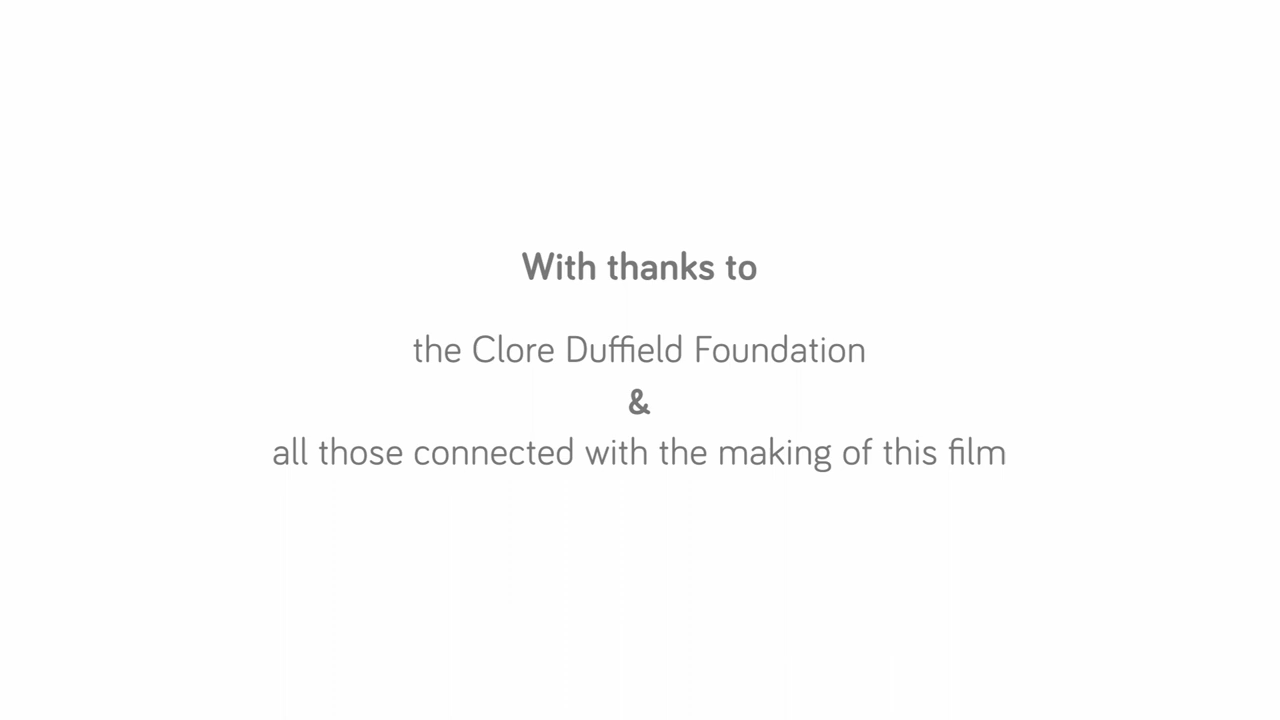 With thanks to
the Clore Duffield Foundation
&
all those connected with the making of this film